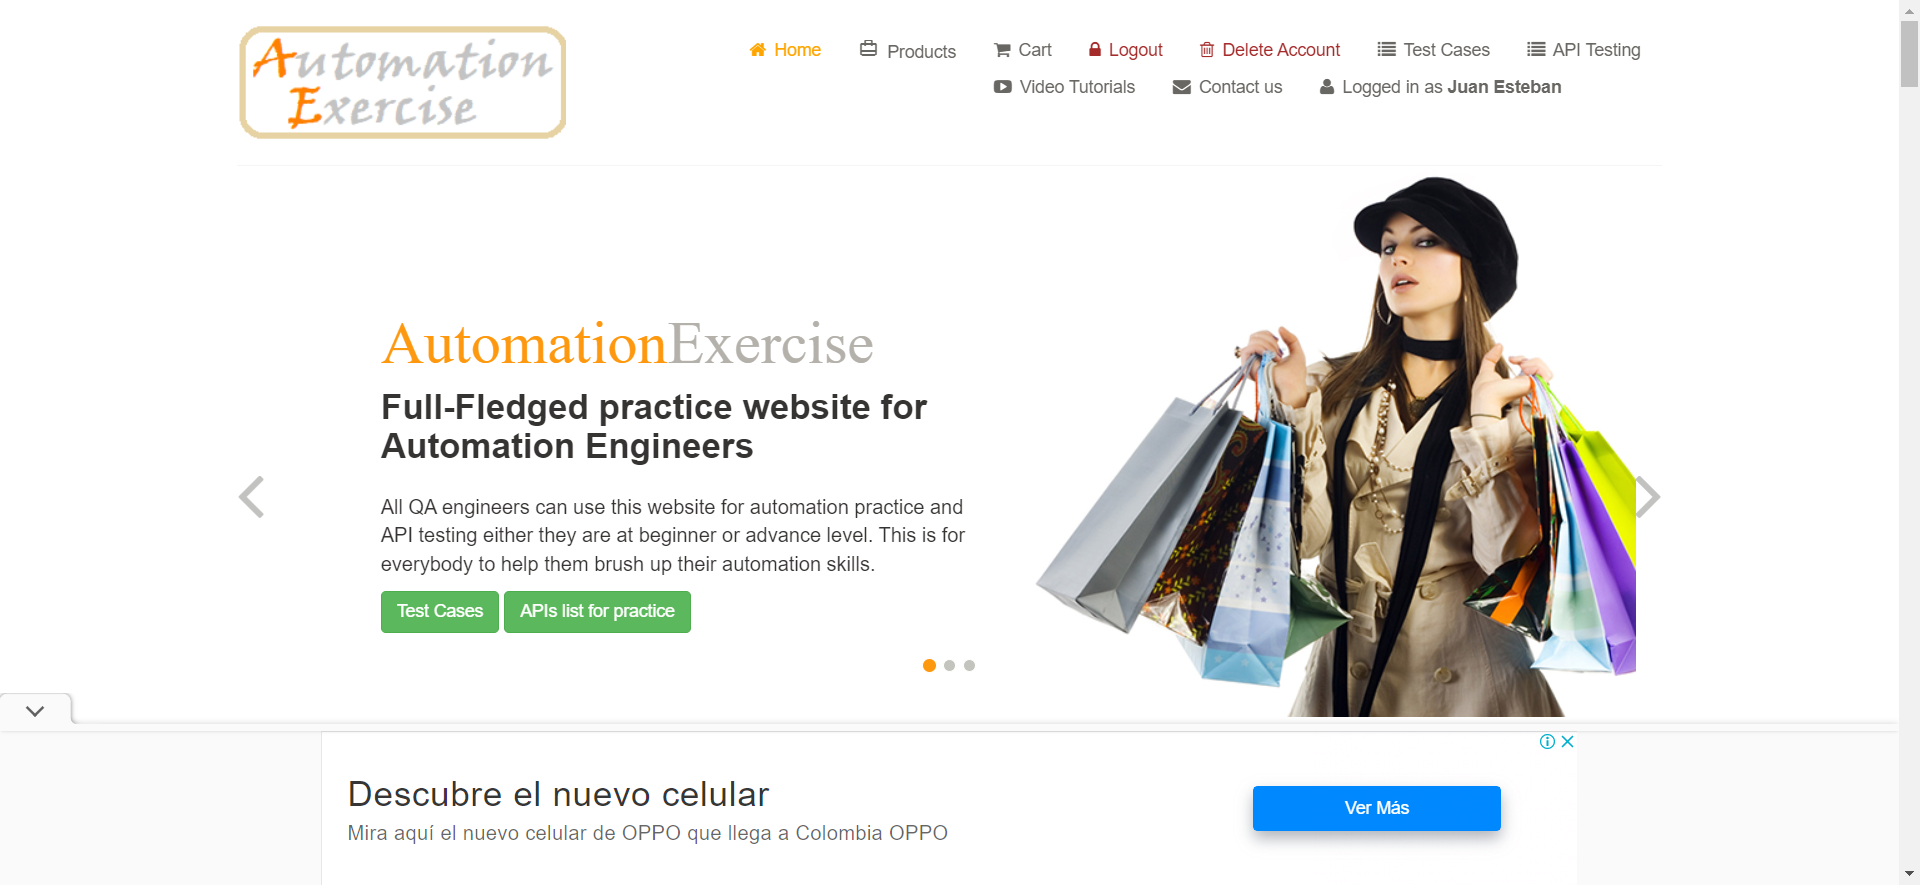 Automation
Exercise
Home Products Cart Logout Delete Account Test Cases API Testing
Video Tutorials Contact us Logged in as Juan Esteban
AutomationExercise
Full-Fledged practice website for
Automation Engineers
All QA engineers can use this website for automation practice and
API testing either they are at beginner or advance level. This is for
everybody to help them brush up their automation skills.
Test Cases APIs list for practice
Descubre el nuevo celular
Mira aquí el nuevo celular de OPPO que llega a Colombia OPPO
Ver Más